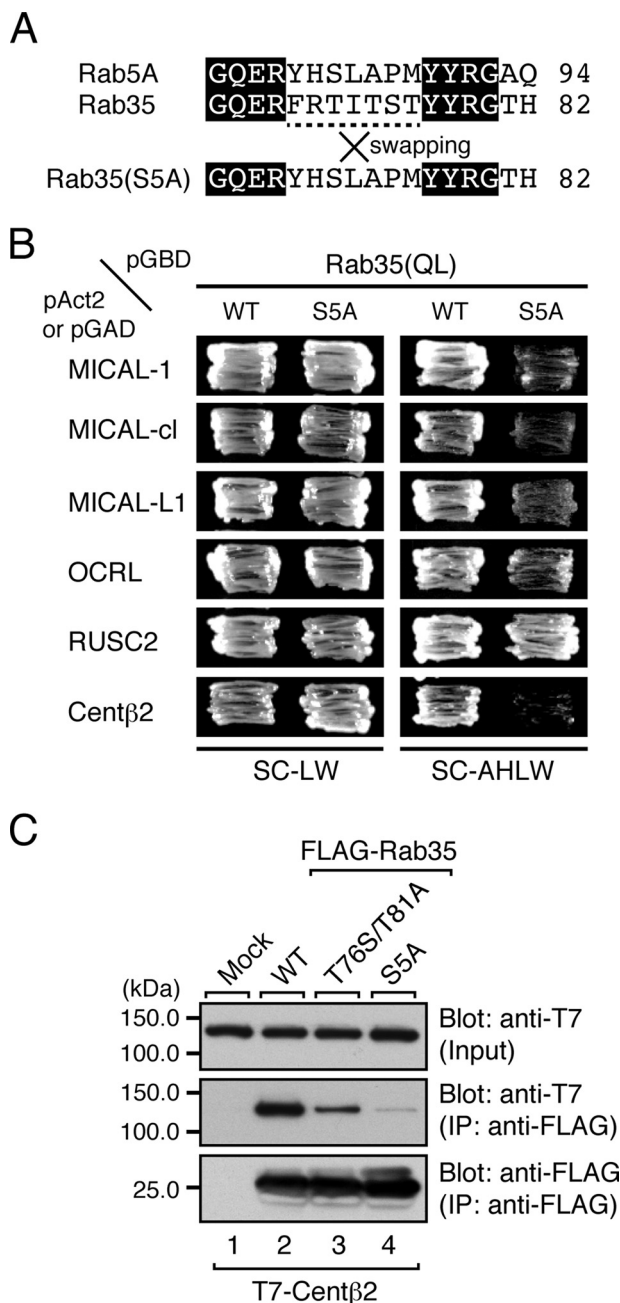 A
Rab5A GQERYHSLAPMYYRGAQ 94
Rab35 GQERFRTITSTYYRGTH 82
swapping
Rab35(S5A) GQERYHSLAPMYYRGTH 82
B
pGBD
pAct2
or pGAD
Rab35(QL)
WT S5A WT S5A
MICAL-1
MICAL-cl
MICAL-L1
OCRL
RUSC2
Centβ2
SC-LW SC-AHLW
C
FLAG-Rab35
Mock WT T76S/T81A S5A
(kDa)
150.0
100.0
Blot: anti-T7
(Input)
150.0
100.0
Blot: anti-T7
(IP: anti-FLAG)
25.0
Blot: anti-FLAG
(IP: anti-FLAG)
1 2 3 4
T7-Centβ2